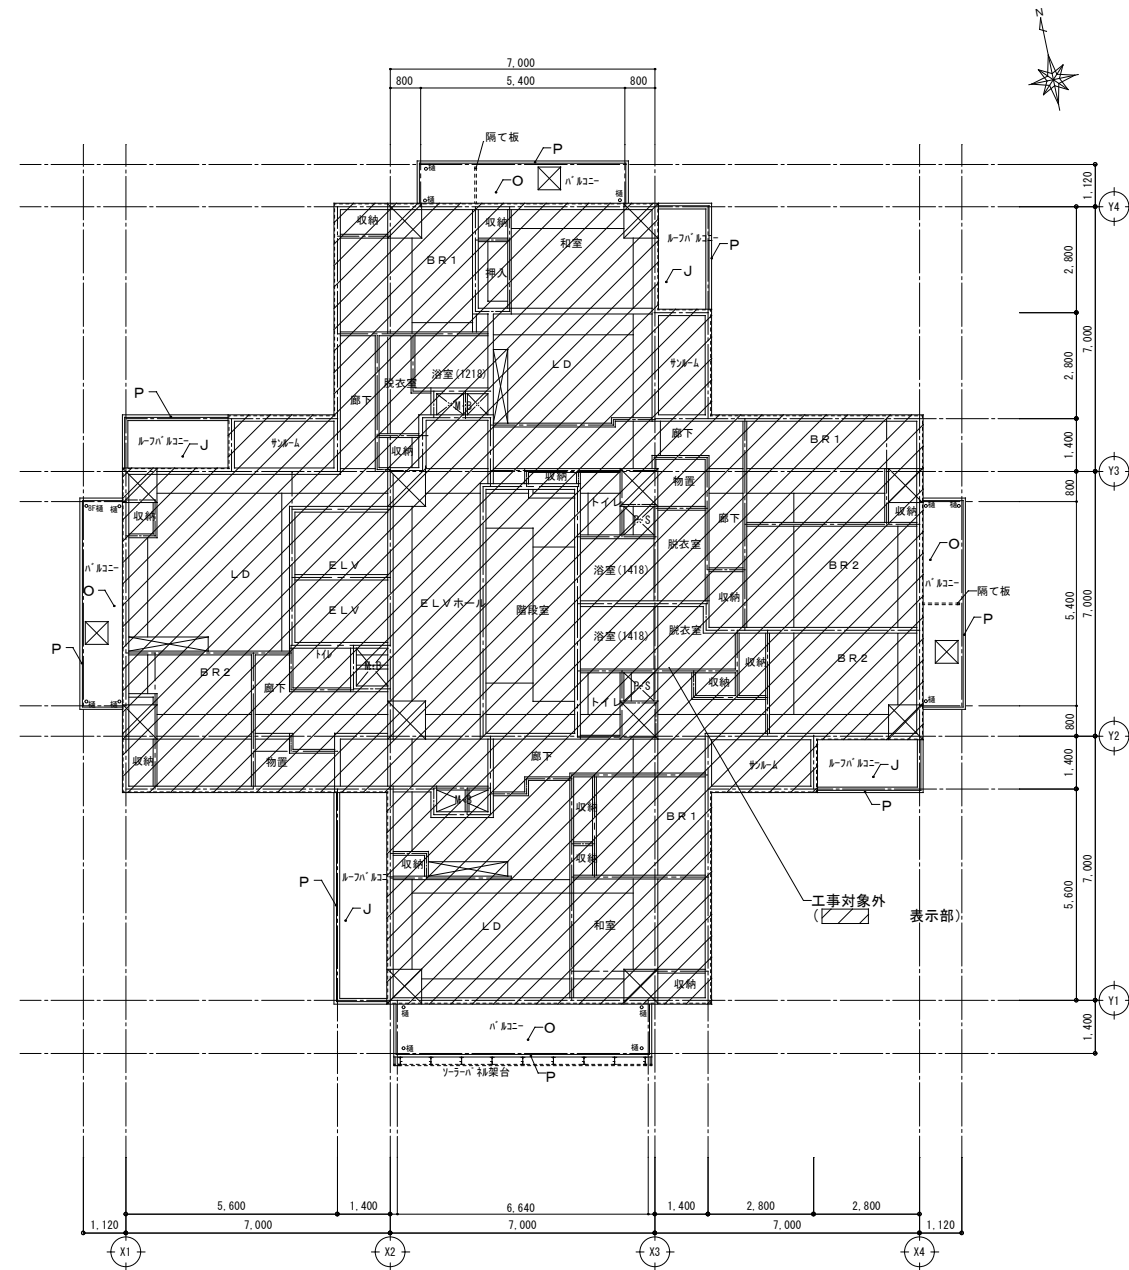 N
7,000
800 5,400 800
隔て板
P
樋 O バルコニー
樋 樋
1,120
Y4
収納 収納 和室 ルーフバルコニー P
BR1
押入 J
2,800
7,000
LD サンルーム
浴室(1218)
脱衣室
廊下
M・B
2,800
P
ルーフバルコニー J サンルーム
収納
廊下 BR1
1,400
Y3
収納 物置
BF樋 樋 収納 トイレ P・S 廊下 収納 樋 樋
800
バルコニー LD ELV 脱衣室 BR2 O
浴室(1418) バルコニー
O ELV ELVホール 階段室 収納 隔て板
5,400
7,000
浴室(1418) 脱衣室 P
P トイレ M・B 収納 BR2
BR2 廊下 収納
P・S
樋 樋 トイレ
800
Y2
収納 物置 廊下 サンルーム ルーフバルコニー J
1,400
M・B 収納 BR1 P
収納 収納
P ルーフバルコニー
J
工事対象外
( 表示部)
5,600
7,000
LD 和室
収納
Y1
樋 バルコニー O 樋
樋 樋
1,400
ソーラーパネル架台 P
5,600 1,400 6,640 1,400 2,800 2,800
1,120 7,000 7,000 7,000 1,120
X1 X2 X3 X4